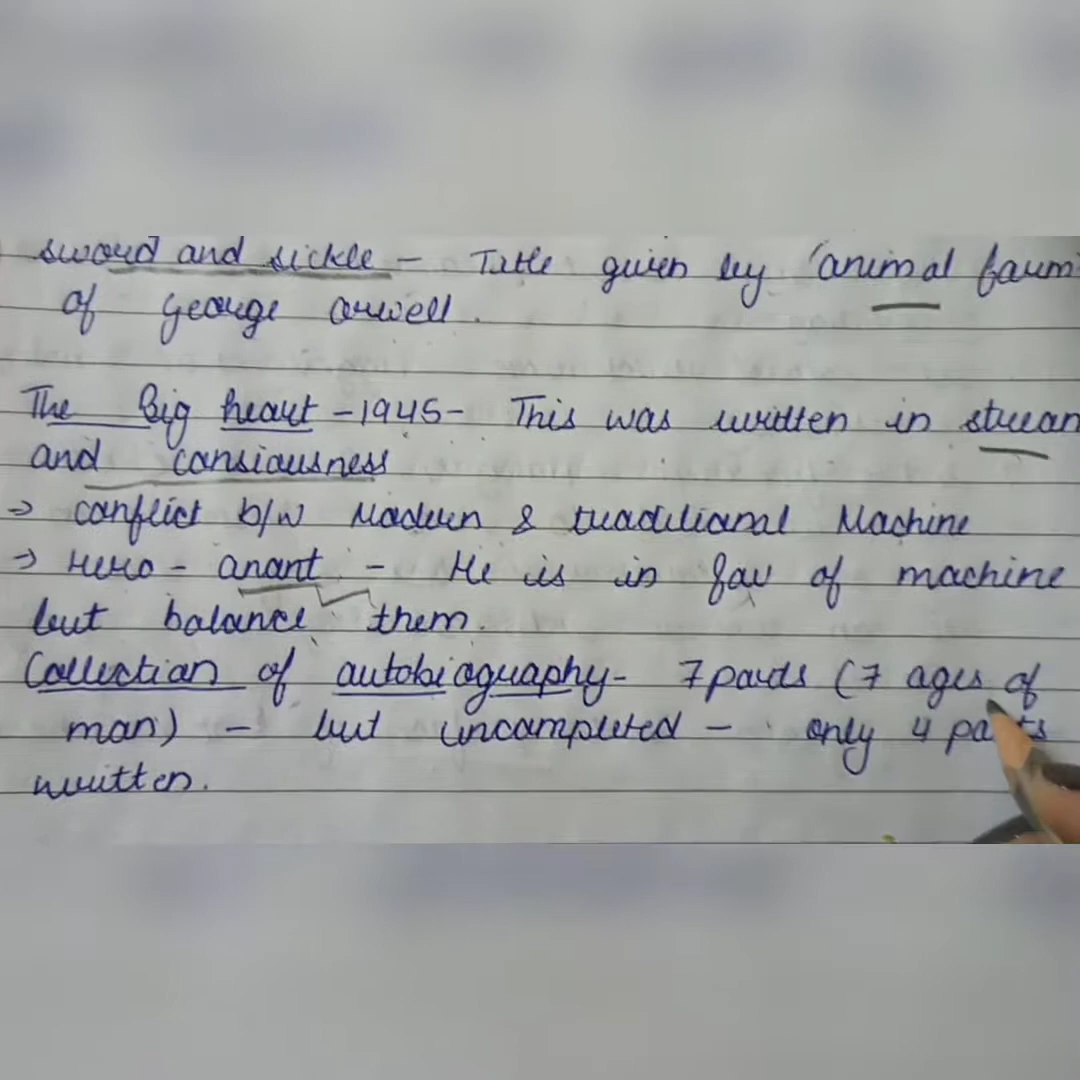 sword and sickle - Title given by 'animal farm
of George orwell.
The Big heart - 1945 - This was written in strean
and consiousness
→ conflict b/w Modern & traditional Machine
→ Hero - anant - He is in fav of machine
but balance them.
Collection of autobiography - 7 parts (7 ages of
man) - but uncompleted - only 4 parts
written.